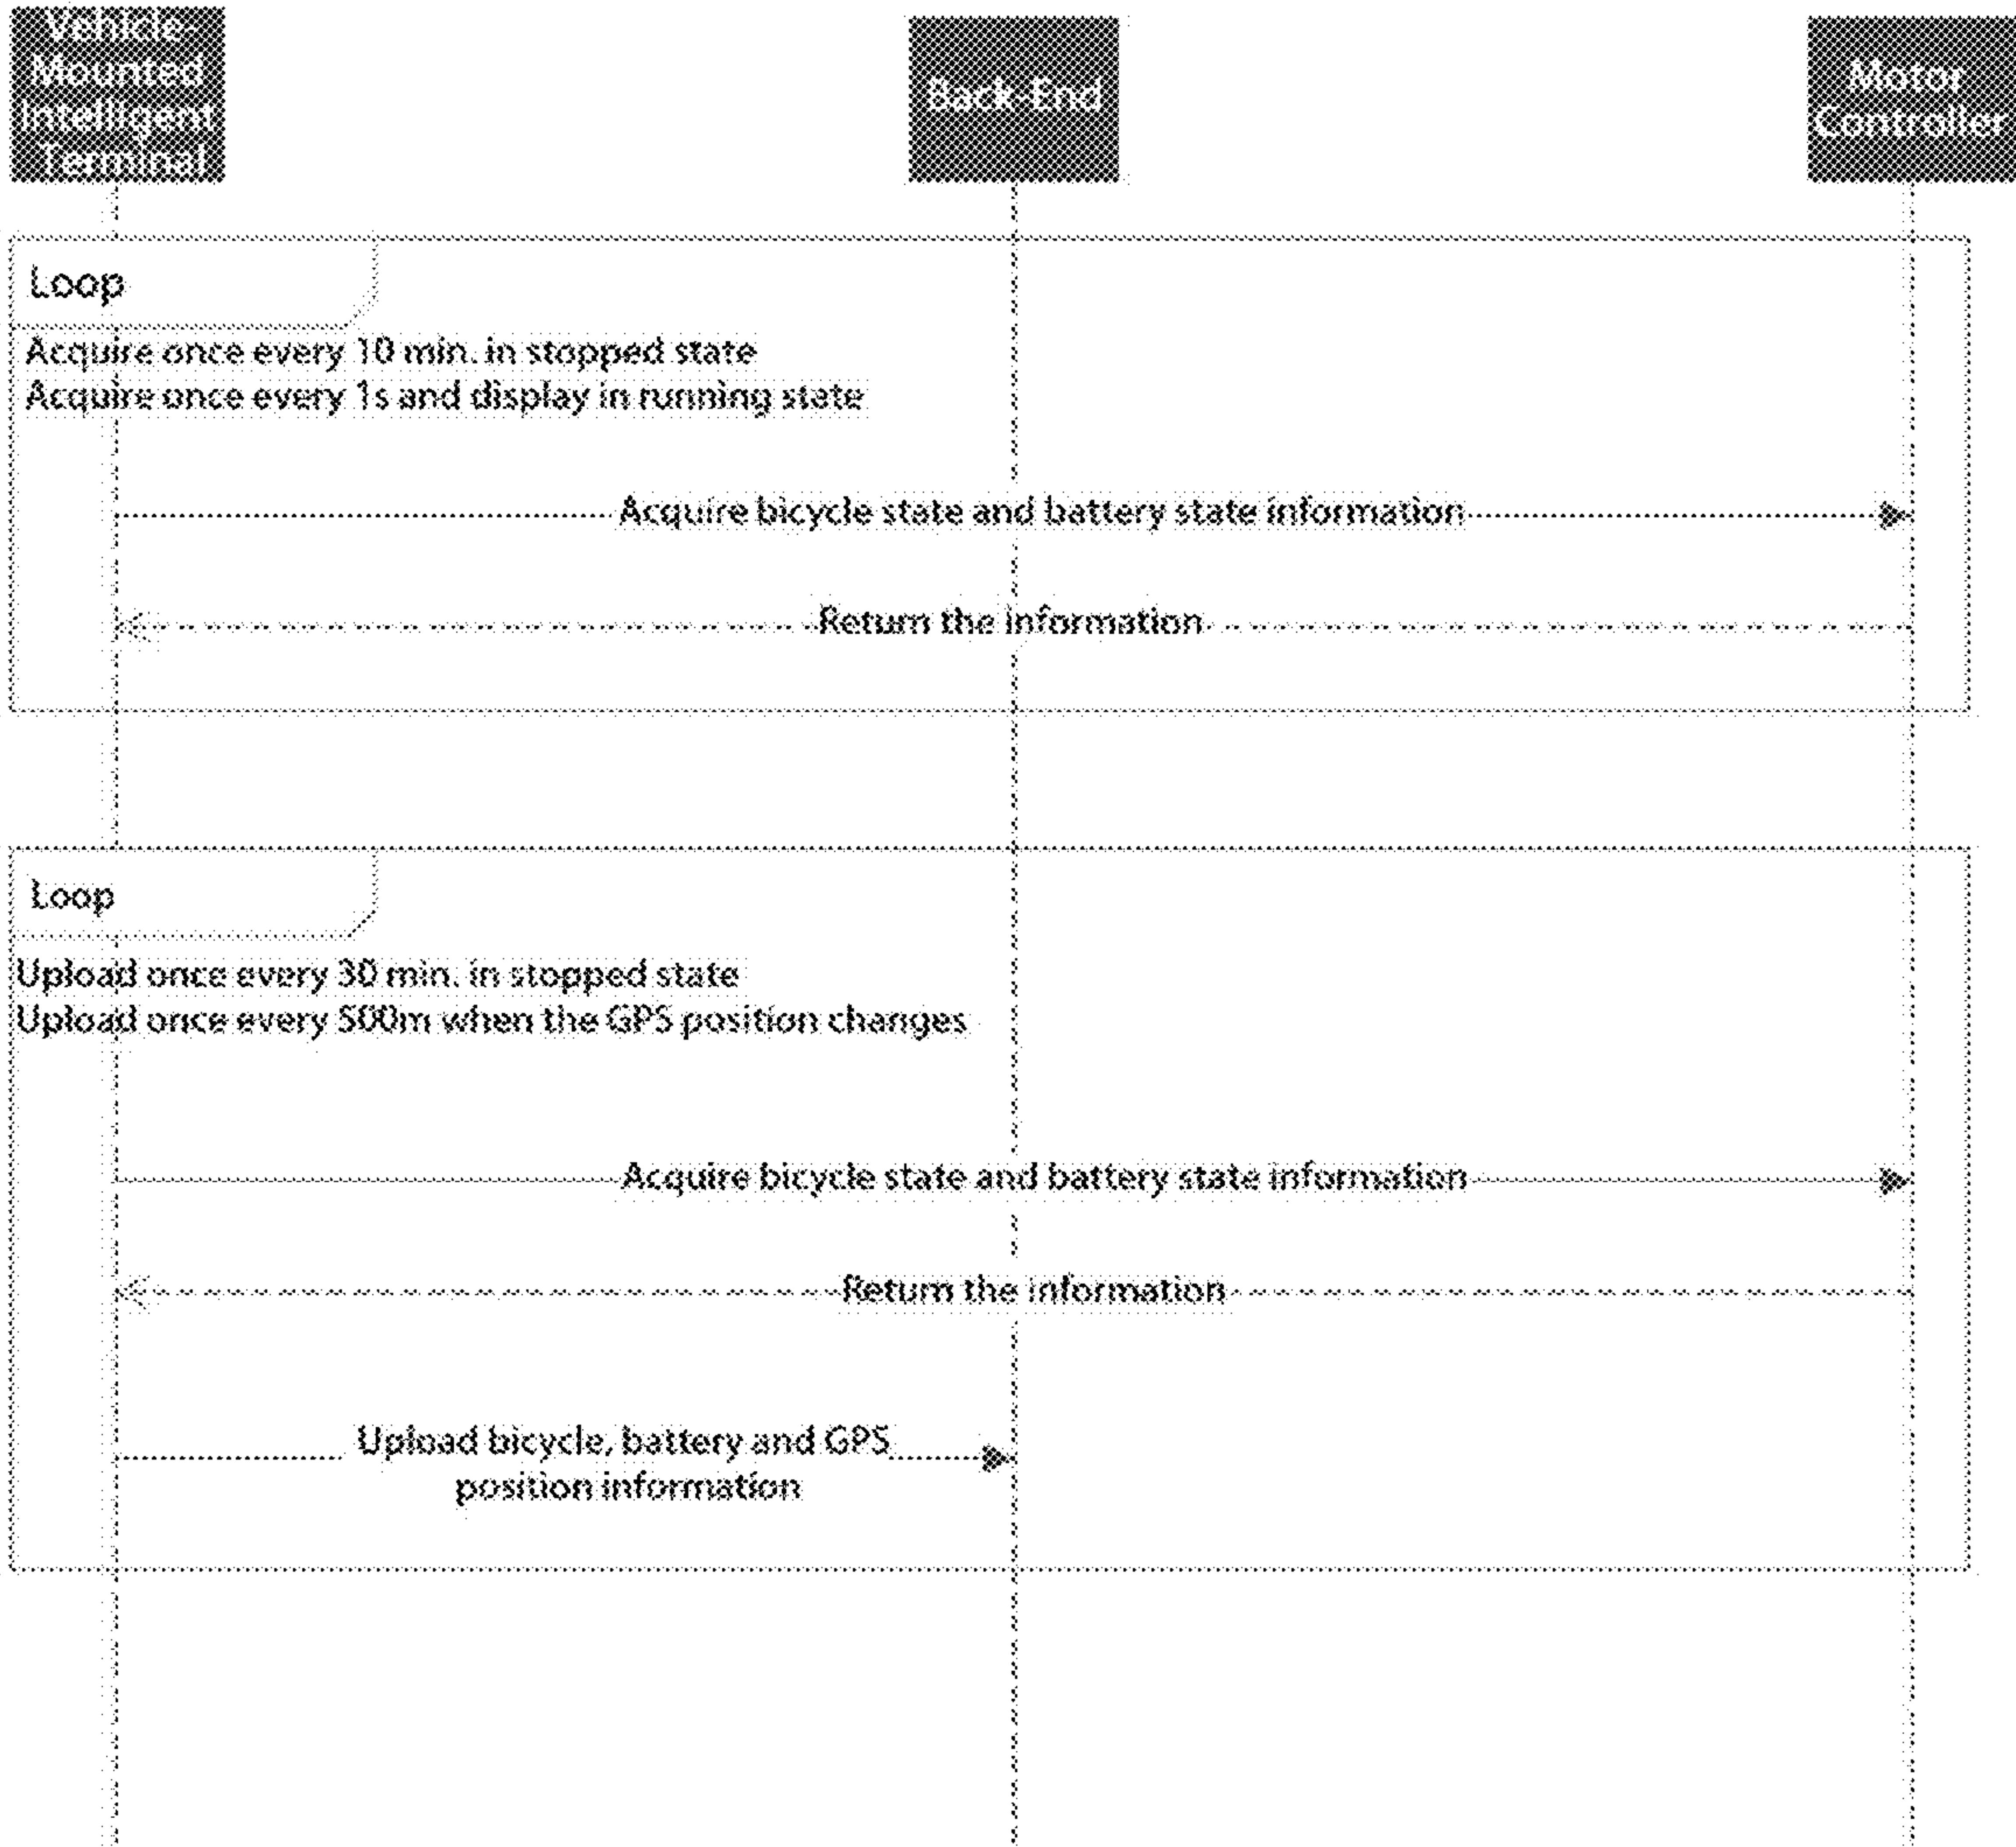 Vehicle-
Mounted
Intelligent
Terminal
Back-End
Motor
Controller
Loop
Acquire once every 10 min. in stopped state
Acquire once every 1s and display in running state
Acquire bicycle state and battery state information
Return the information
Loop
Upload once every 30 min. in stopped state
Upload once every 500m when the GPS position changes
Acquire bicycle state and battery state information
Return the information
Upload bicycle, battery and GPS
position information